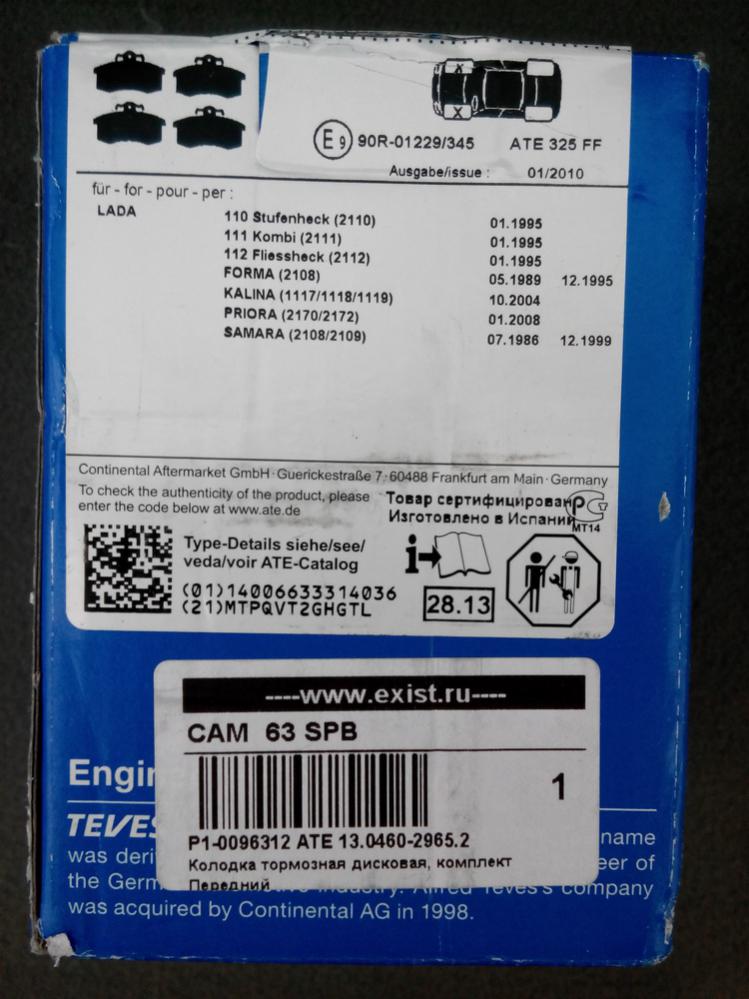 E9 90R-01229/345 ATE 325 FF
Ausgabe/issue : 01/2010
für - for - pour - per :
LADA 110 Stufenheck (2110) 01.1995
111 Kombi (2111) 01.1995
112 Fliessheck (2112) 01.1995
FORMA (2108) 05.1989 12.1995
KALINA (1117/1118/1119) 10.2004
PRIORA (2170/2172) 01.2008
SAMARA (2108/2109) 07.1986 12.1999
Continental Aftermarket GmbH · Guerickestraße 7 · 60488 Frankfurt am Main · Germany
To check the authenticity of the product, please
enter the code below at www.ate.de
Товар сертифицирован
Изготовлено в Испании
МТ14
Type-Details siehe/see/
veda/voir ATE-Catalog
(01)14006633314036
(21)MTPQVT2GHGTL
28.13
----www.exist.ru----
CAM 63 SPB
1
P1-0096312 ATE 13.0460-2965.2
Колодка тормозная дисковая, комплект
Передний
TEVES name
was
the industry. Alfred Teves's company
was acquired by Continental AG in 1998.